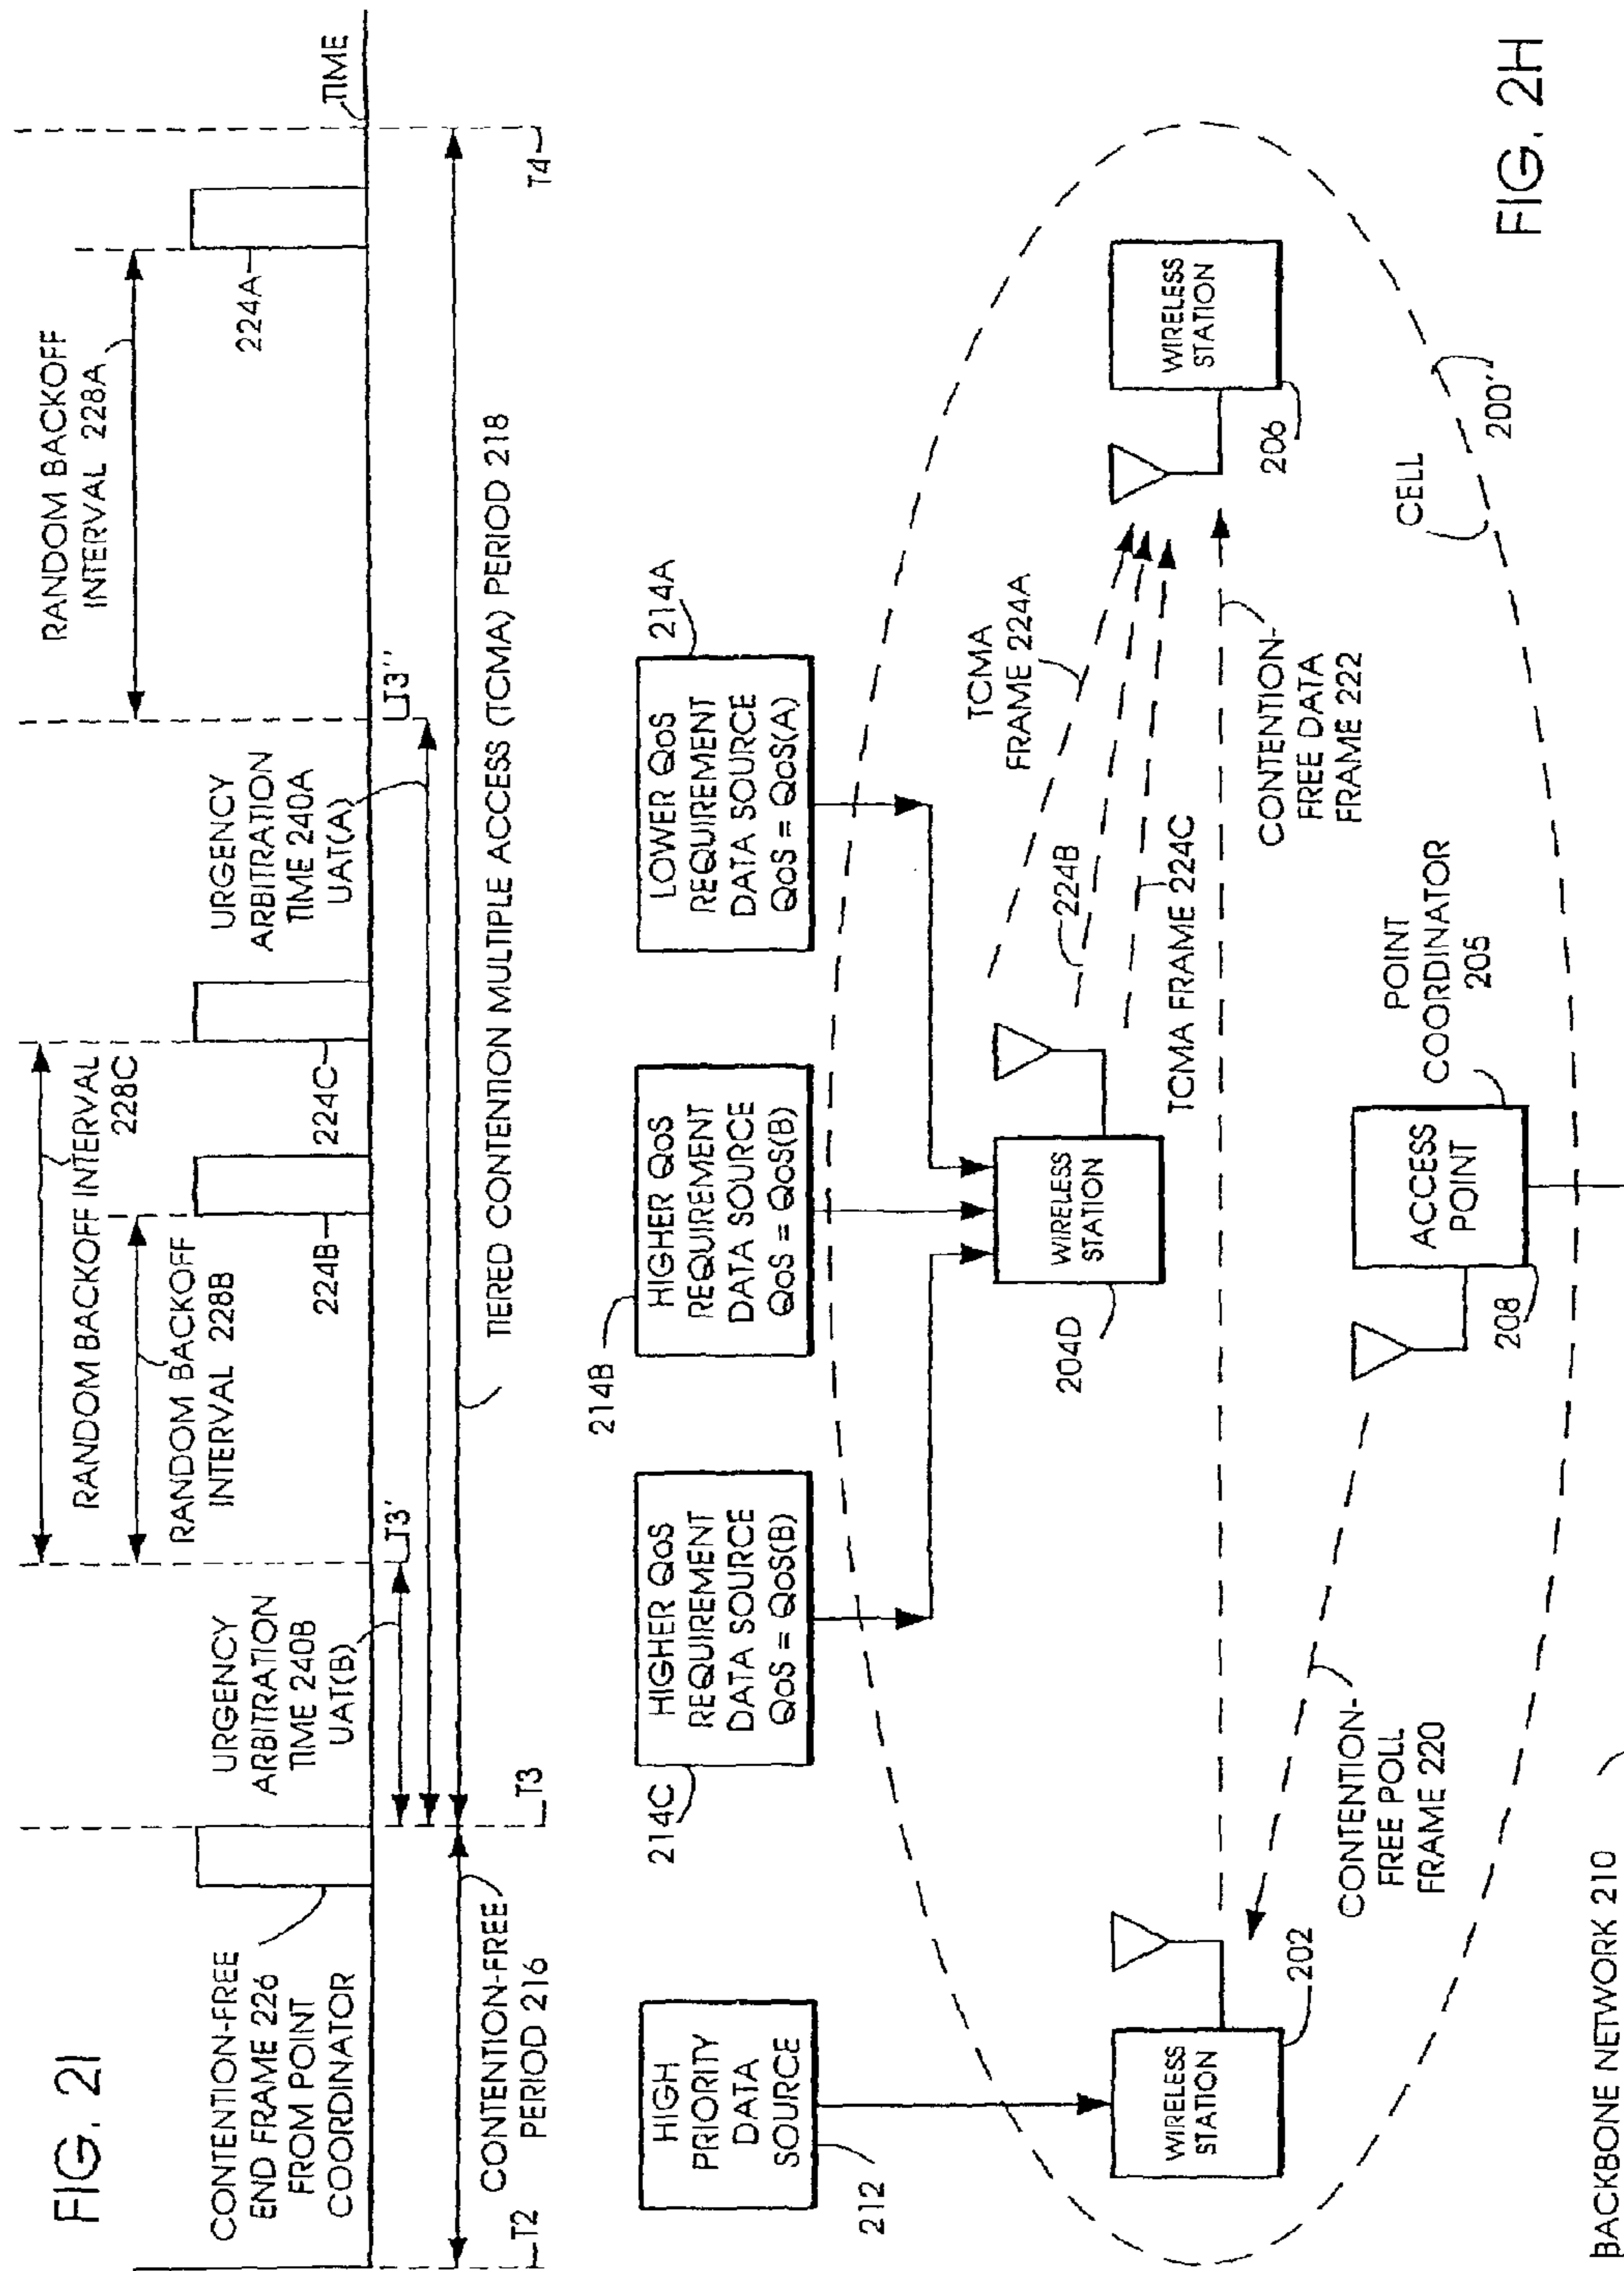 FIG. 2I
CONTENTION-FREE
END FRAME 226
FROM POINT
COORDINATOR
CONTENTION-FREE
PERIOD 216
T2
T3
URGENCY
ARBITRATION
TIME 240B
UAT(B)
T3'
RANDOM BACKOFF INTERVAL
228C
RANDOM BACKOFF
INTERVAL 228B
224B
224C
TIERED CONTENTION MULTIPLE ACCESS (TCMA) PERIOD 218
URGENCY
ARBITRATION
TIME 240A
UAT(A)
T3''
RANDOM BACKOFF
INTERVAL 228A
224A
TIME
T4
HIGH
PRIORITY
DATA
SOURCE
212
214C
HIGHER QoS
REQUIREMENT
DATA SOURCE
QoS = QoS(B)
214B
HIGHER QoS
REQUIREMENT
DATA SOURCE
QoS = QoS(B)
LOWER QoS
REQUIREMENT
DATA SOURCE
QoS = QoS(A)
214A
WIRELESS
STATION
202
WIRELESS
STATION
204D
TCMA
FRAME 224A
224B
TCMA FRAME 224C
WIRELESS
STATION
206
CONTENTION-
FREE DATA
FRAME 222
CONTENTION-
FREE POLL
FRAME 220
ACCESS
POINT
208
POINT
COORDINATOR
205
CELL
200''
BACKBONE NETWORK 210
FIG. 2H